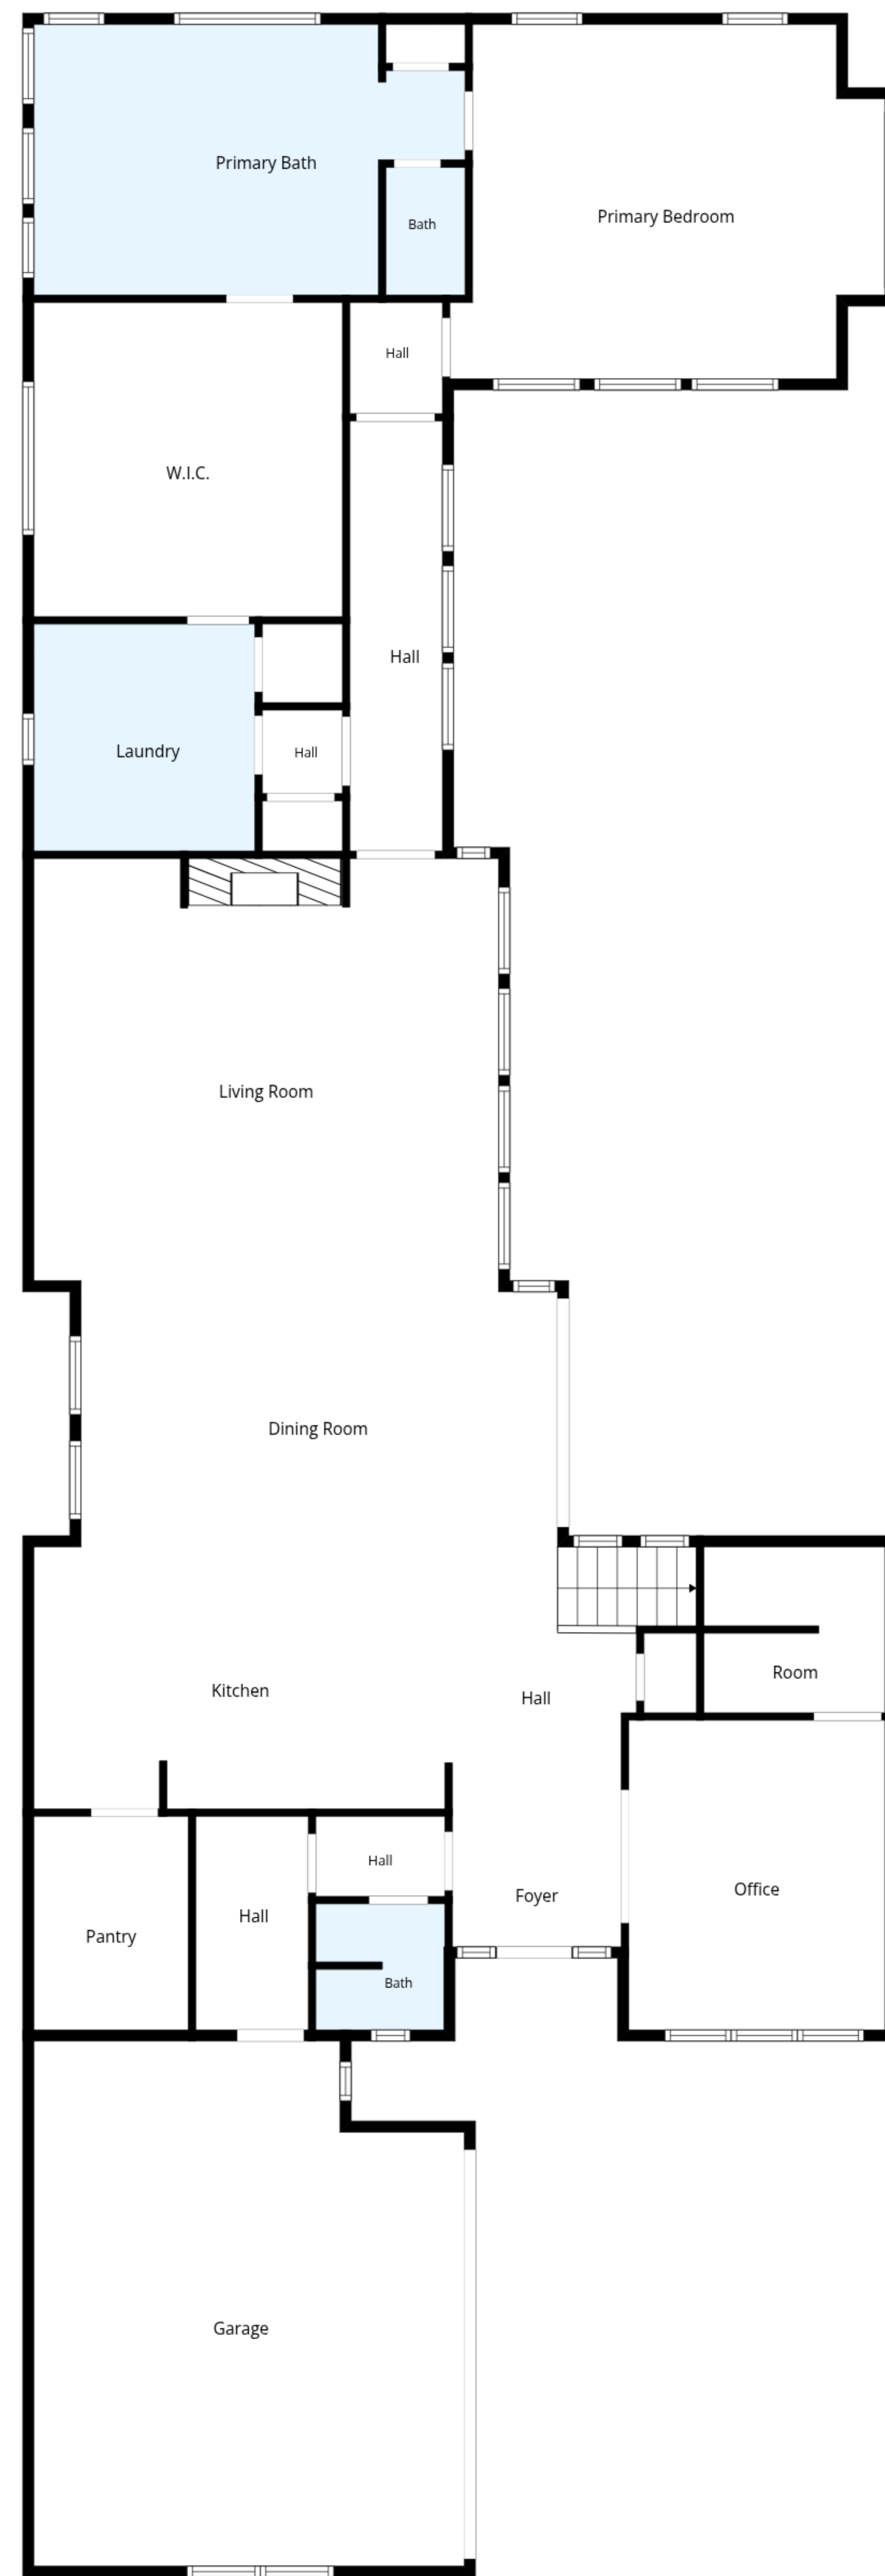 Primary Bath
Primary Bedroom
Bath
Hall
W.I.C.
Hall
Laundry
Hall
Living Room
Dining Room
Room
Kitchen
Hall
Hall
Office
Foyer
Hall
Pantry
Bath
Garage